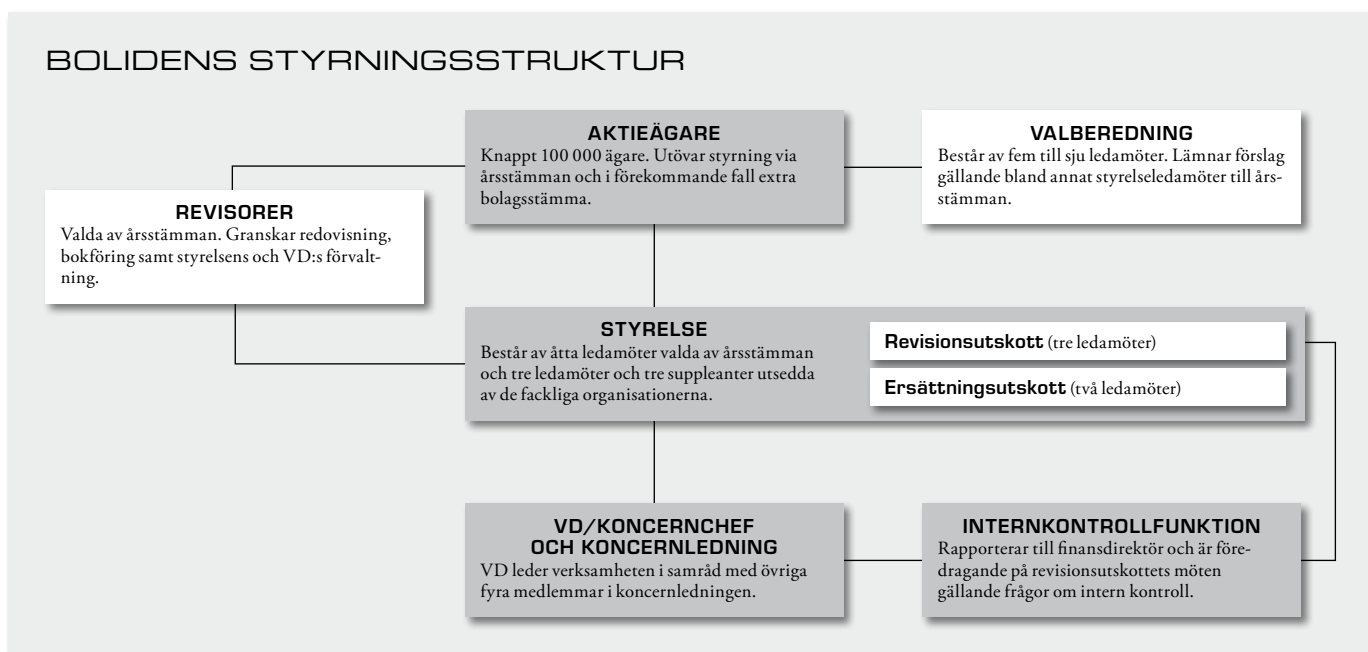 BOLIDENS STYRNINGSSTRUKTUR
AKTIEÄGARE
Knappt 100 000 ägare. Utövar styrning via
årsstämman och i förekommande fall extra
bolagsstämma.
VALBEREDNING
Består av fem till sju ledamöter. Lämnar förslag
gällande bland annat styrelseledamöter till års-
stämman.
REVISORER
Valda av årsstämman. Granskar redovisning,
bokföring samt styrelsens och VD:s förvalt-
ning.
STYRELSE
Består av åtta ledamöter valda av årsstämman
och tre ledamöter och tre suppleanter utsedda
av de fackliga organisationerna.
Revisionsutskott (tre ledamöter)
Ersättningsutskott (två ledamöter)
VD/KONCERNCHEF
OCH KONCERNLEDNING
VD leder verksamheten i samråd med övriga
fyra medlemmar i koncernledningen.
INTERNKONTROLLFUNKTION
Rapporterar till finansdirektör och är före-
dragande på revisionsutskottets möten
gällande frågor om intern kontroll.